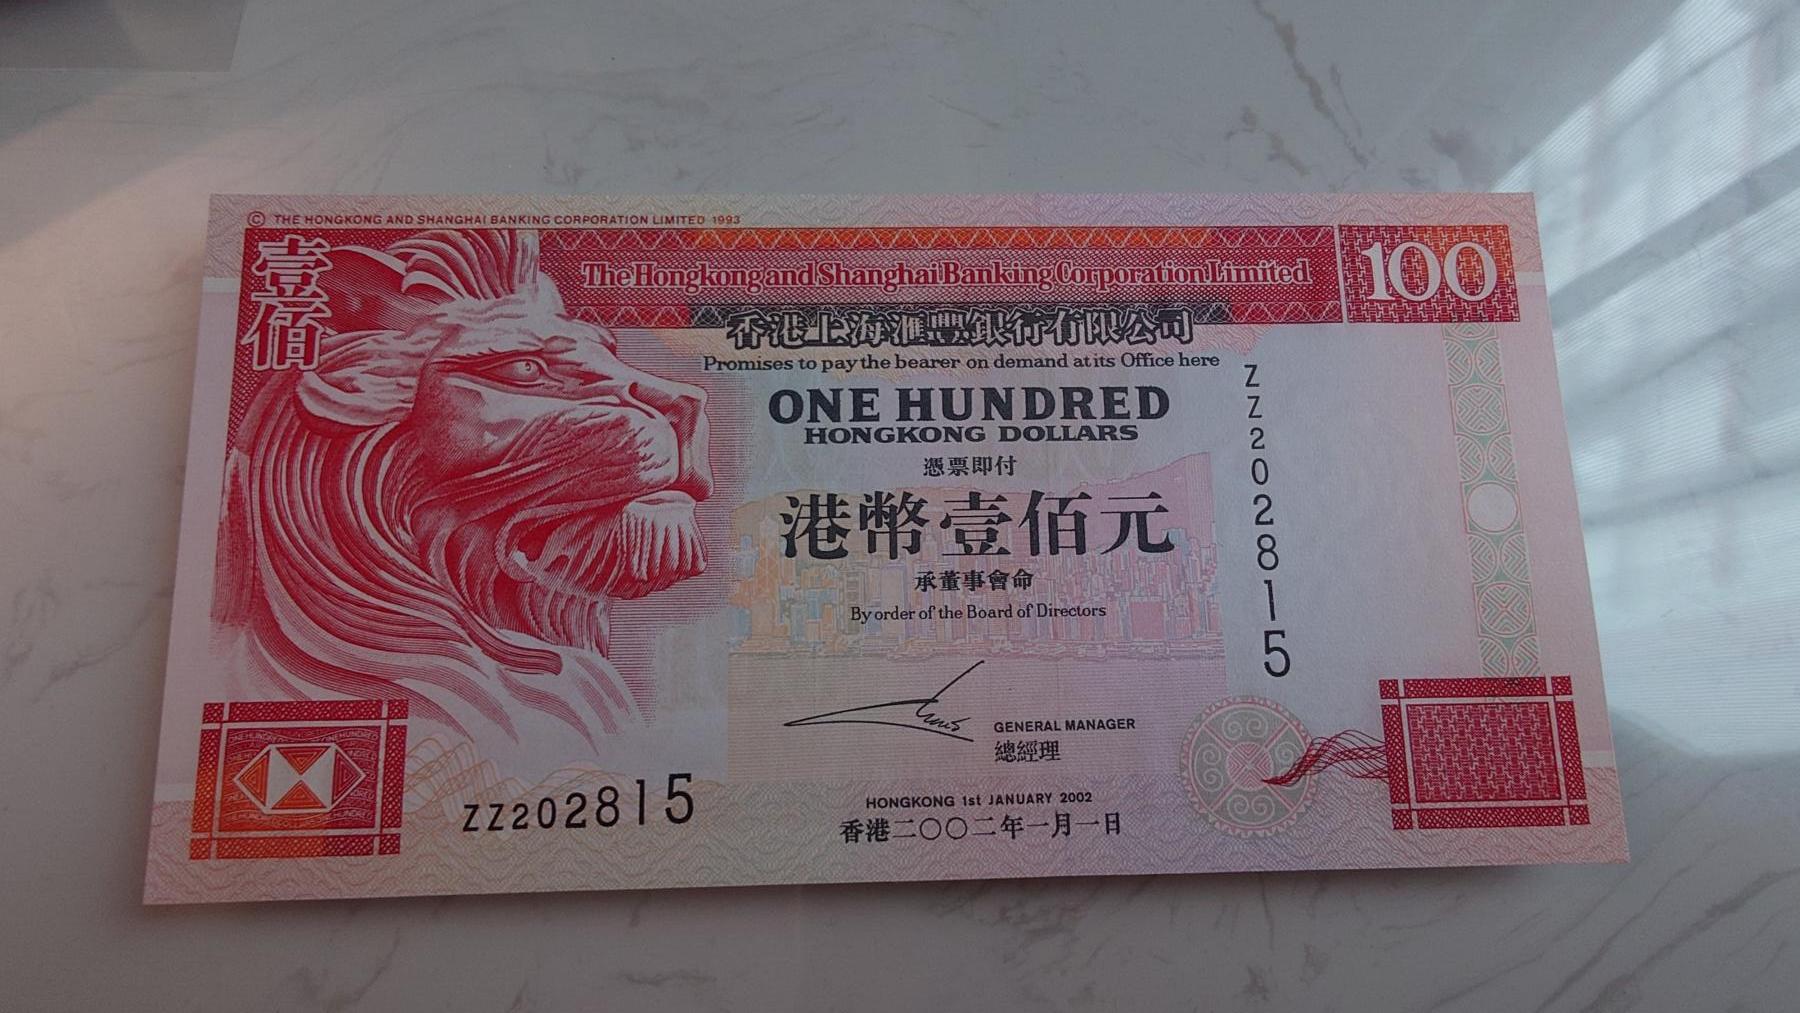 © THE HONGKONG AND SHANGHAI BANKING CORPORATION LIMITED 1993
壹佰
The Hongkong and Shanghai Banking Corporation Limited
100
香港上海滙豐銀行有限公司
Promises to pay the bearer on demand at its Office here
ONE HUNDRED
HONGKONG DOLLARS
憑票即付
港幣壹佰元
承董事會命
By order of the Board of Directors
ZZ202815
GENERAL MANAGER
總經理
ZZ202815
HONGKONG 1st JANUARY 2002
香港二〇〇二年一月一日